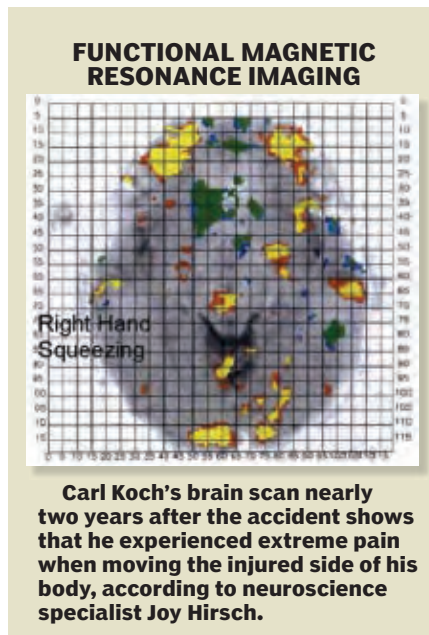 FUNCTIONAL MAGNETIC
RESONANCE IMAGING
Right Hand
Squeezing
Carl Koch’s brain scan nearly
two years after the accident shows
that he experienced extreme pain
when moving the injured side of his
body, according to neuroscience
specialist Joy Hirsch.